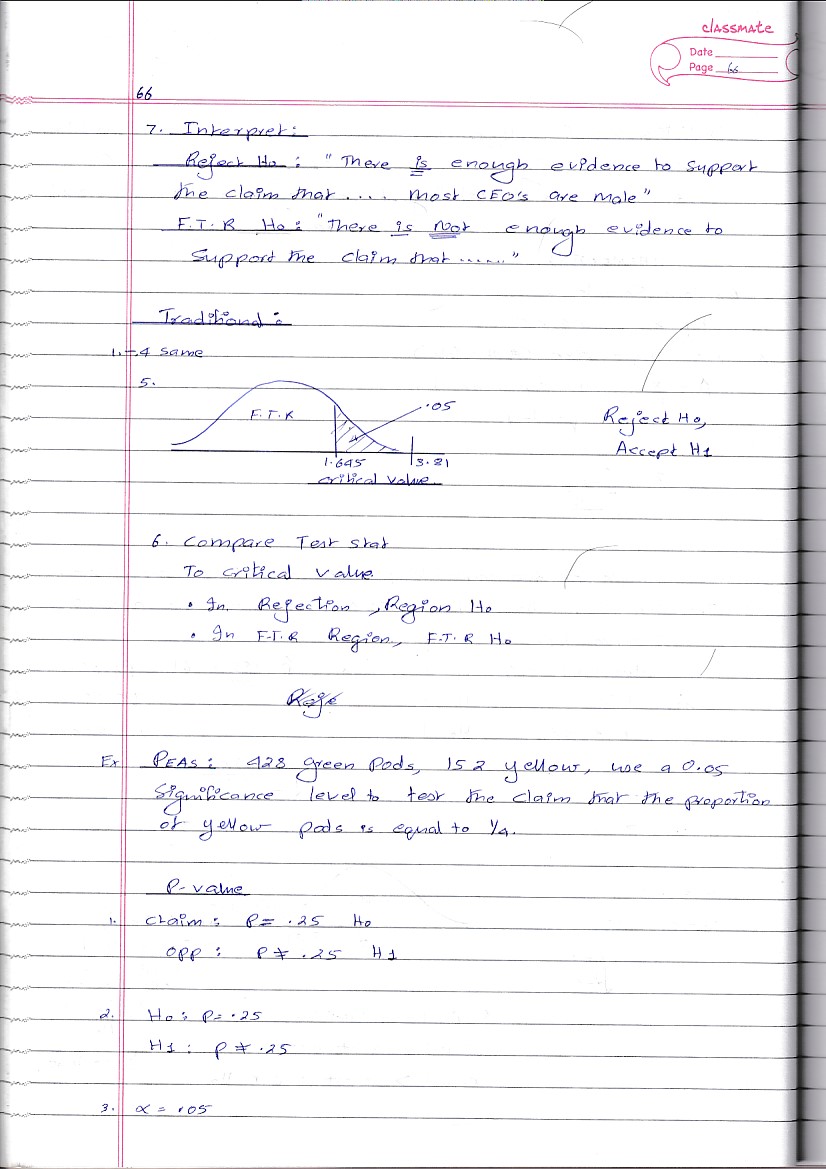 classmate
Date
Page 66
66
7. Interpret:
Reject Ho : "There is enough evidence to support
the claim that .... most CEO's are male"
F.T.R Ho: "There is Not enough evidence to
Support the claim that ......"
Traditional :
1.-4 same
5.
F.T.R
.05
Reject Ho,
Accept H1
1.645
3.21
critical value
6. Compare Test stat
To critical value
• In Rejection, Region Ho
• In F.T.R Region, F.T.R Ho
Ex PEAS: 428 green Pods, 152 yellow, use a 0.05
Significance level to test the claim that the proportion
of yellow pods is equal to 1/4.
P-value
1. Claim: P= .25 Ho
Opp : P ≠ .25 H1
2. Ho: P= .25
H1 : P ≠ .25
3. α = .05